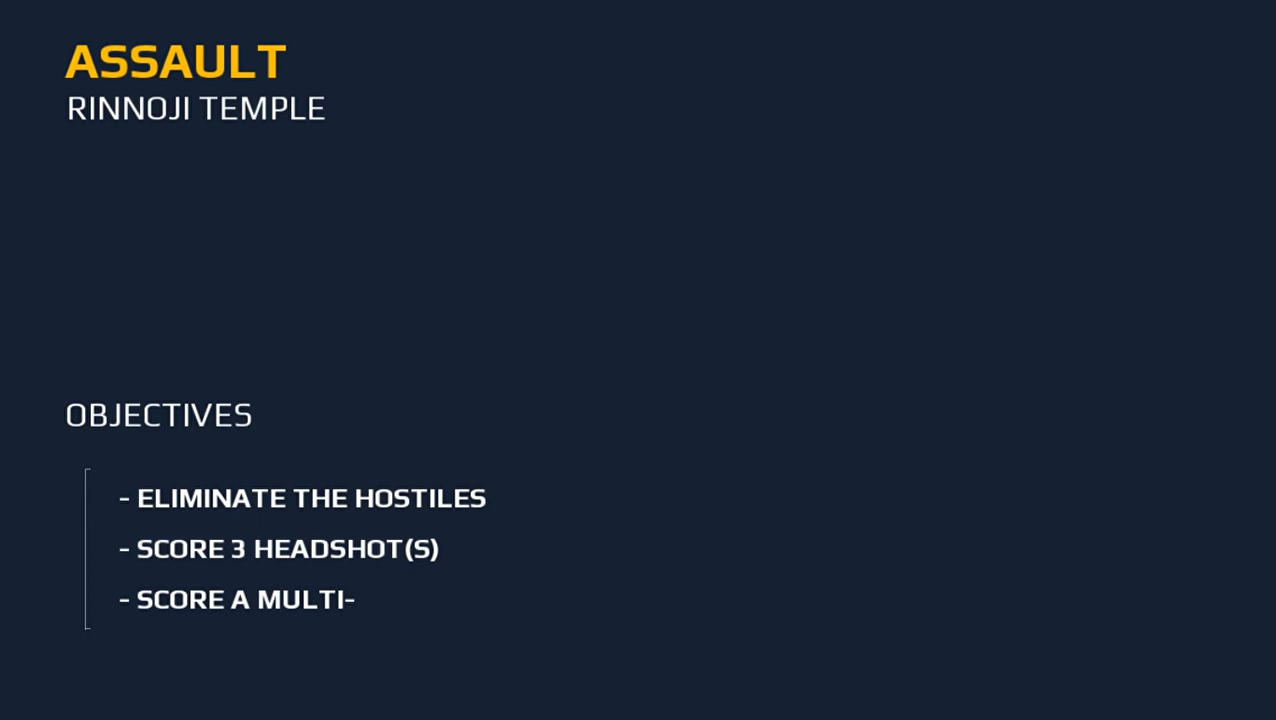 ASSAULT
RINNOJI TEMPLE
OBJECTIVES
- ELIMINATE THE HOSTILES
- SCORE 3 HEADSHOT(S)
- SCORE A MULTI-